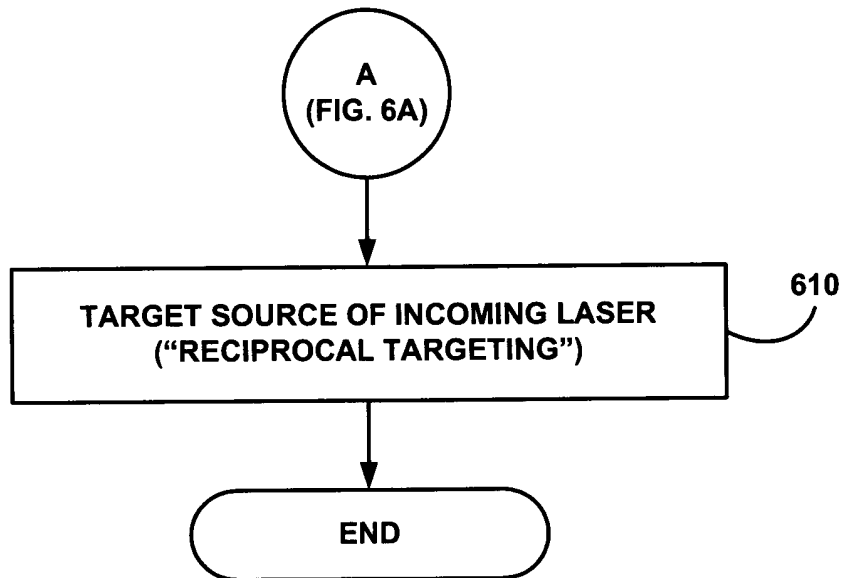 A
(FIG. 6A)
TARGET SOURCE OF INCOMING LASER
(“RECIPROCAL TARGETING”)
610
END